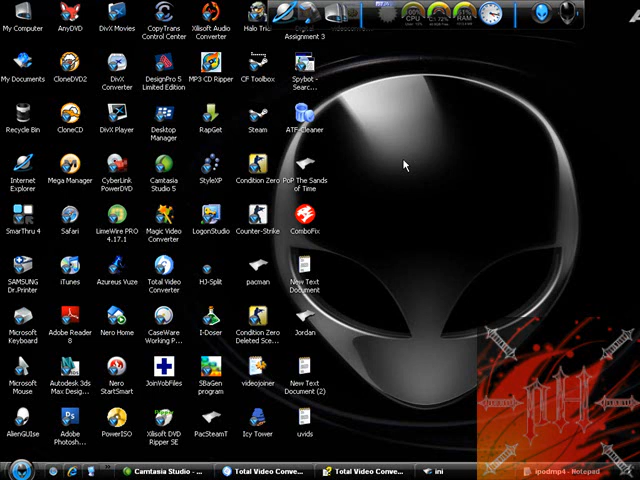 My Computer
AnyDVD
DivX Movies
CopyTrans
Control Center
Xilisoft Audio
Converter
Halo Tri
Digital
Assignment 3
CPU
RAM
My Documents
CloneDVD2
DivX
Converter
DesignPro 5
Limited Edition
MP3 CD Ripper
CF Toolbox
Spybot -
Searc...
Recycle Bin
CloneCD
DivX Player
Desktop
Manager
RapGet
Steam
ATF-Cleaner
Internet
Explorer
Mega Manager
CyberLink
PowerDVD
Camtasia
Studio 5
StyleXP
Condition Zero
PoP The Sands
of Time
SmarThru 4
Safari
LimeWire PRO
4.17.1
Magic Video
Converter
LogonStudio
Counter-Strike
ComboFix
SAMSUNG
Dr.Printer
iTunes
Azureus Vuze
Total Video
Converter
HJ-Split
pacman
New Text
Document
Microsoft
Keyboard
Adobe Reader
8
Nero Home
CaseWare
Working P...
I-Doser
Condition Zero
Deleted Sce...
Jordan
Microsoft
Mouse
Autodesk 3ds
Max Desig...
Nero
StartSmart
JoinVobFiles
SBaGen
program
videojoiner
New Text
Document (2)
AlienGUIse
Adobe
Photosh...
PowerISO
Xilisoft DVD
Ripper SE
PacSteamT
Icy Tower
uvids
pH
Camtasia Studio - ...
Total Video Conve...
Total Video Conve...
ini
ipodmp4 - Notepad